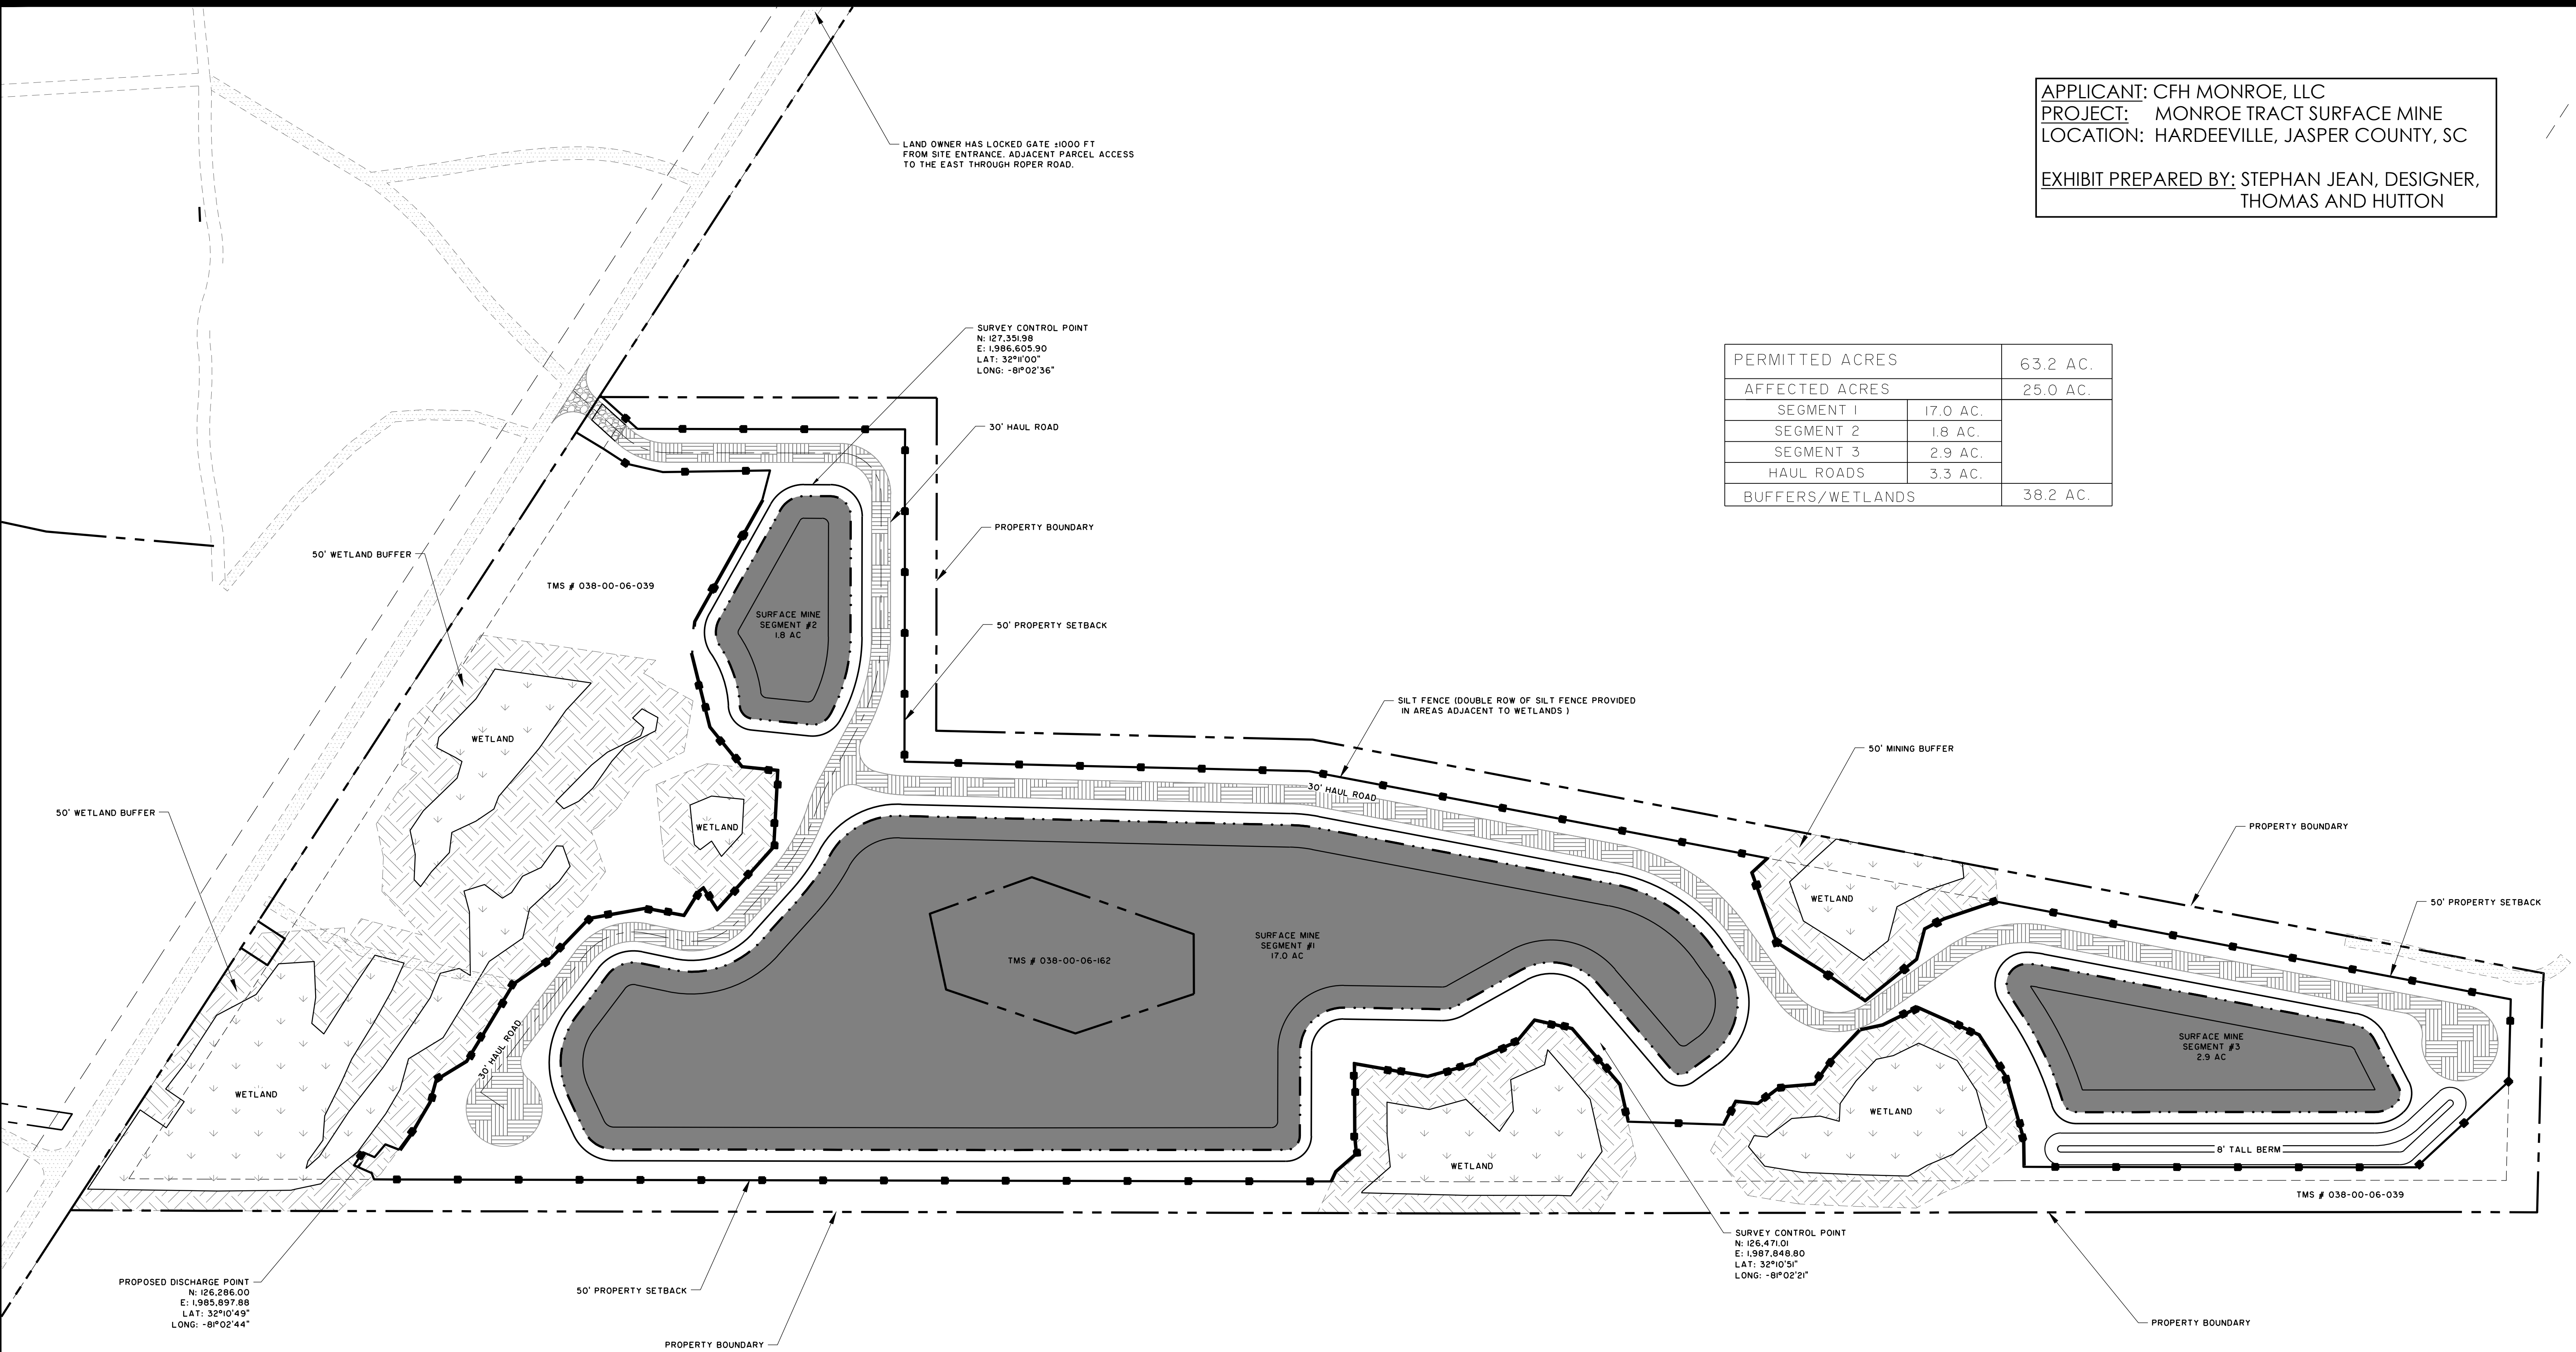 APPLICANT: CFH MONROE, LLC
PROJECT: MONROE TRACT SURFACE MINE
LOCATION: HARDEEVILLE, JASPER COUNTY, SC
EXHIBIT PREPARED BY: STEPHAN JEAN, DESIGNER,
THOMAS AND HUTTON
LAND OWNER HAS LOCKED GATE ±1000 FT
FROM SITE ENTRANCE. ADJACENT PARCEL ACCESS
TO THE EAST THROUGH ROPER ROAD.
SURVEY CONTROL POINT
N: 127,351.98
E: 1,986,605.90
LAT: 32°11'00"
LONG: -81°02'36"
PERMITTED ACRES 63.2 AC.
AFFECTED ACRES 25.0 AC.
SEGMENT 1 17.0 AC.
SEGMENT 2 1.8 AC.
SEGMENT 3 2.9 AC.
HAUL ROADS 3.3 AC.
BUFFERS/WETLANDS 38.2 AC.
30' HAUL ROAD
PROPERTY BOUNDARY
50' WETLAND BUFFER
TMS # 038-00-06-039
SURFACE MINE
SEGMENT #2
1.8 AC
50' PROPERTY SETBACK
SILT FENCE (DOUBLE ROW OF SILT FENCE PROVIDED
IN AREAS ADJACENT TO WETLANDS )
WETLAND
50' MINING BUFFER
30' HAUL ROAD
50' WETLAND BUFFER
WETLAND
PROPERTY BOUNDARY
WETLAND
50' PROPERTY SETBACK
SURFACE MINE
SEGMENT #1
17.0 AC
TMS # 038-00-06-162
30' HAUL ROAD
SURFACE MINE
SEGMENT #3
2.9 AC
WETLAND
WETLAND
8' TALL BERM
WETLAND
TMS # 038-00-06-039
SURVEY CONTROL POINT
N: 126,471.01
E: 1,987,848.80
LAT: 32°10'51"
LONG: -81°02'21"
PROPOSED DISCHARGE POINT
N: 126,286.00
E: 1,985,897.88
LAT: 32°10'49"
LONG: -81°02'44"
50' PROPERTY SETBACK
PROPERTY BOUNDARY
PROPERTY BOUNDARY